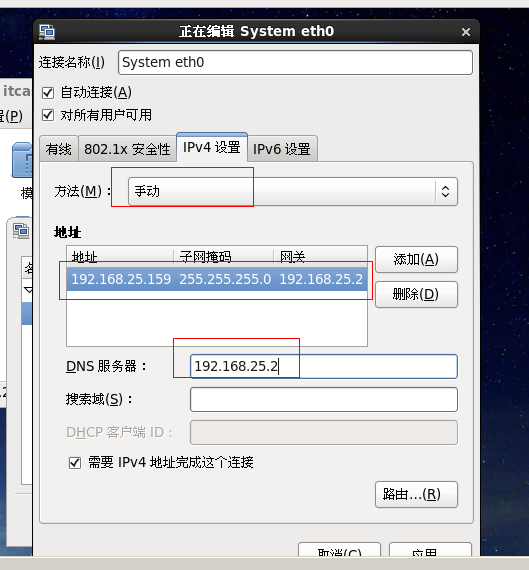 正在编辑 System eth0
连接名称(I)
System eth0
itcas
自动连接(A)
置(P)
对所有用户可用
有线
802.1x 安全性
IPv4 设置
IPv6 设置
方法(M)：
手动
地址
地址 子网掩码 网关
192.168.25.159 255.255.255.0 192.168.25.2
添加(A)
删除(D)
DNS 服务器：
192.168.25.2
搜索域(S)：
DHCP 客户端 ID：
需要 IPv4 地址完成这个连接
路由…(R)
取消(C)
应用